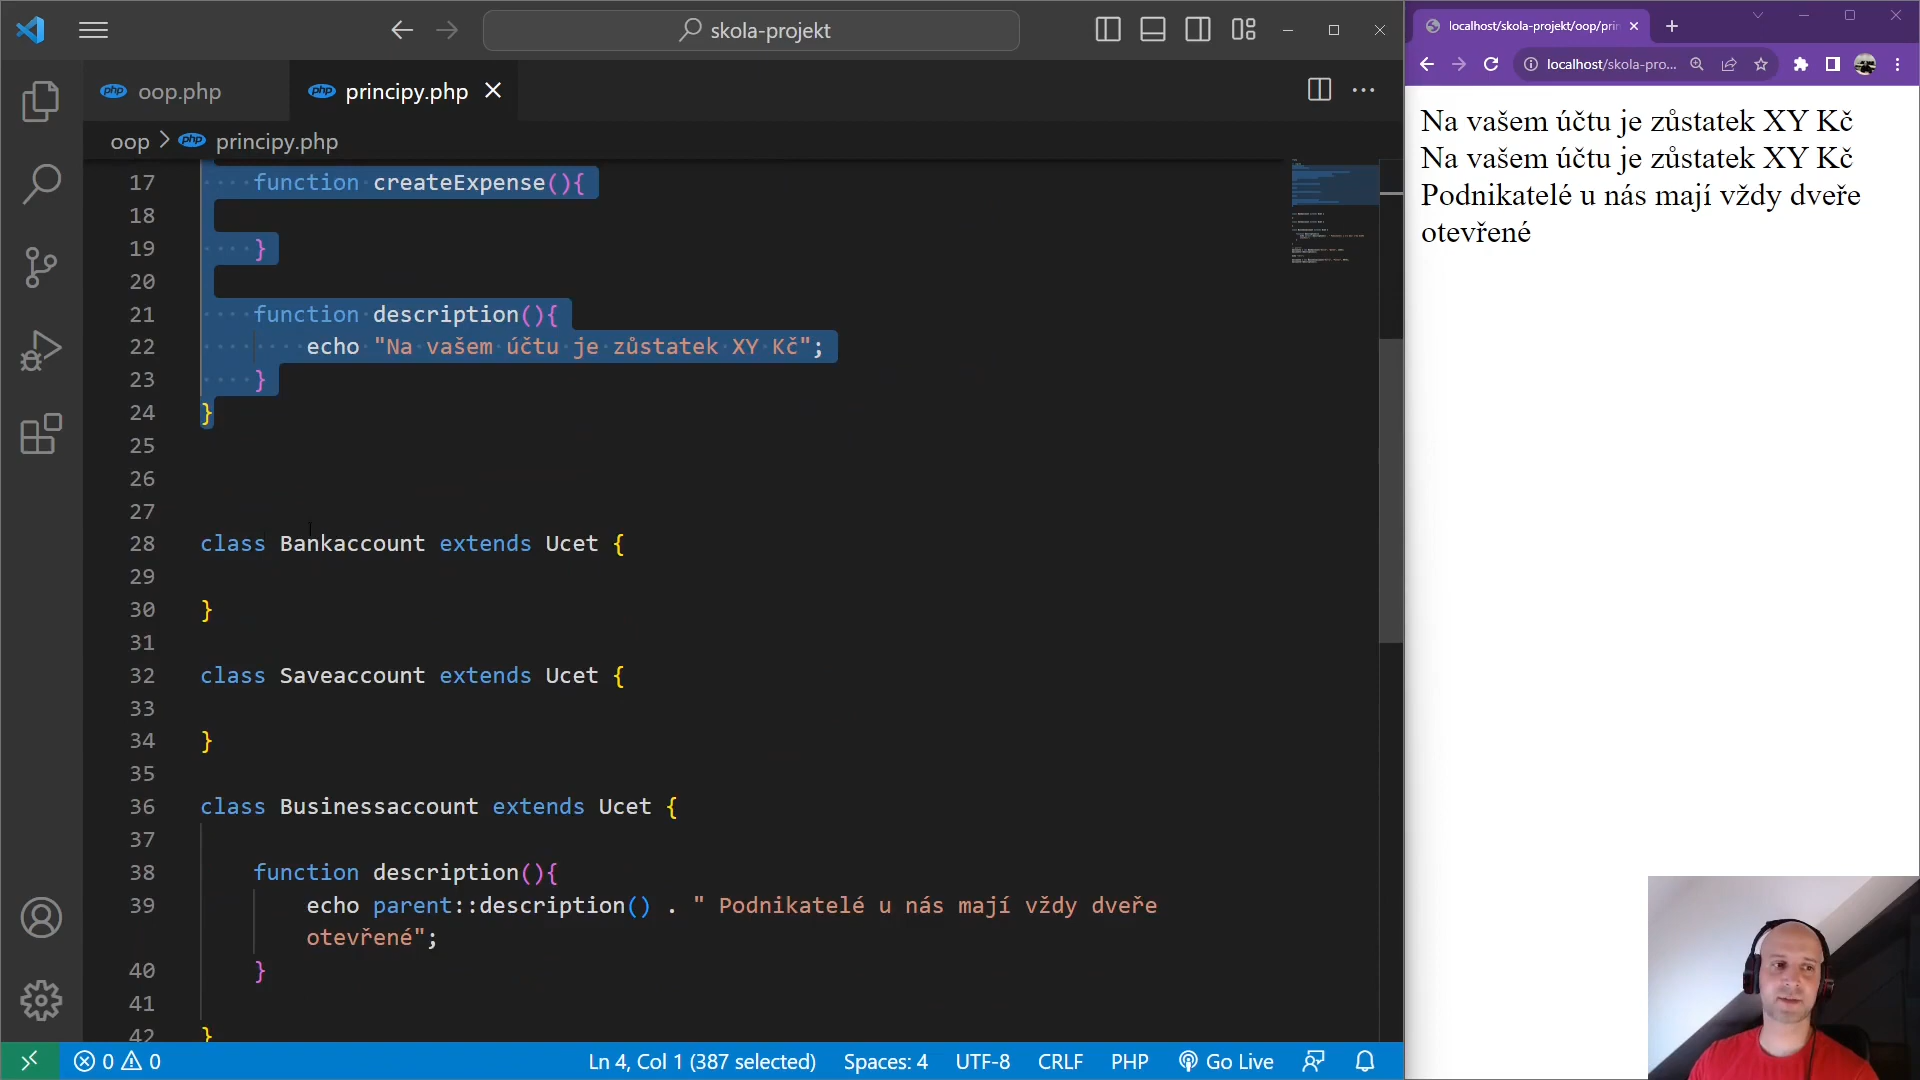 skola-projekt
localhost/skola-projekt/oop/prin
localhost/skola-pro...
php oop.php
php principy.php
oop > php principy.php
17 function createExpense(){
18
19 }
20
21 function description(){
22 echo "Na vašem účtu je zůstatek XY Kč";
23 }
24 }
25
26
27
28 class Bankaccount extends Ucet {
29
30 }
31
32 class Saveaccount extends Ucet {
33
34 }
35
36 class Businessaccount extends Ucet {
37
38 function description(){
39 echo parent::description() . " Podnikatelé u nás mají vždy dveře
otevřené";
40 }
41
42 }
Na vašem účtu je zůstatek XY Kč
Na vašem účtu je zůstatek XY Kč
Podnikatelé u nás mají vždy dveře
otevřené
0 0 Ln 4, Col 1 (387 selected) Spaces: 4 UTF-8 CRLF PHP Go Live